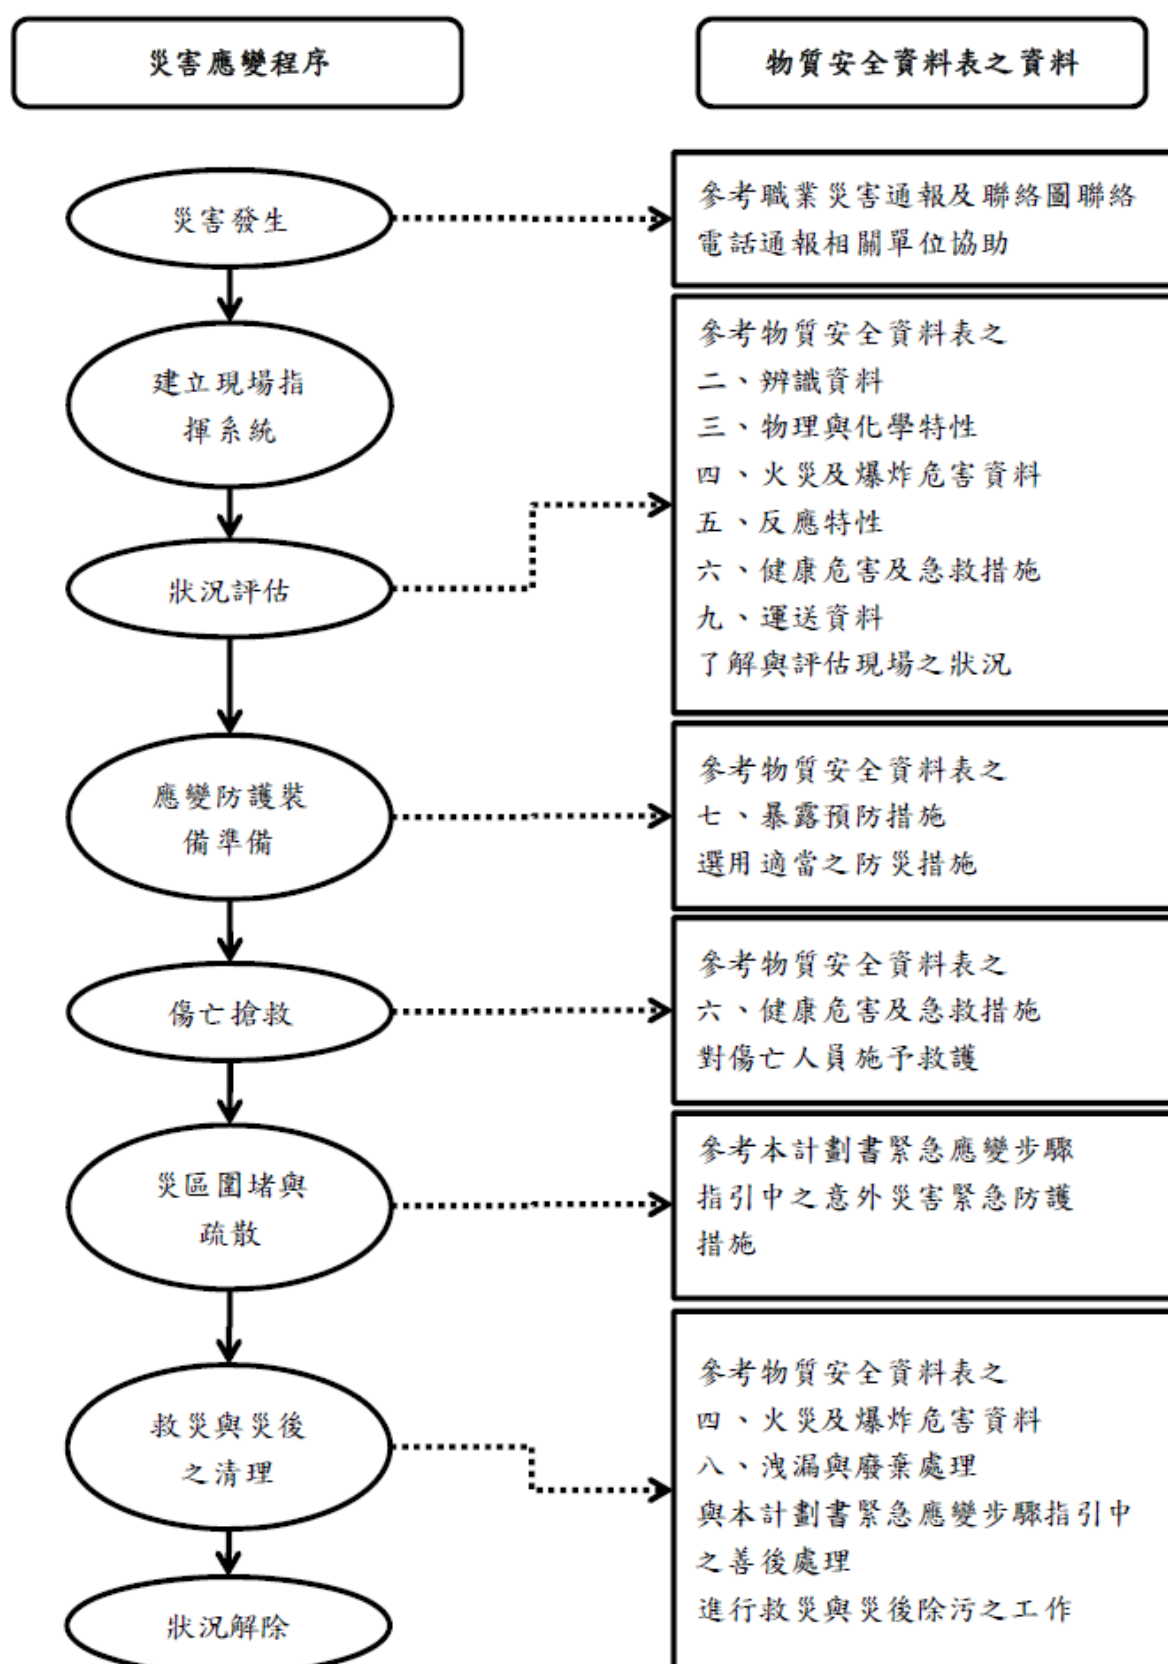 災害應變程序
物質安全資料表之資料
災害發生
參考職業災害通報及聯絡圖聯絡
電話通報相關單位協助
建立現場指
揮系統
狀況評估
參考物質安全資料表之
二、辨識資料
三、物理與化學特性
四、火災及爆炸危害資料
五、反應特性
六、健康危害及急救措施
九、運送資料
了解與評估現場之狀況
應變防護裝
備準備
參考物質安全資料表之
七、暴露預防措施
選用適當之防災措施
傷亡搶救
參考物質安全資料表之
六、健康危害及急救措施
對傷亡人員施予救護
災區圍堵與
疏散
參考本計劃書緊急應變步驟
指引中之意外災害緊急防護
措施
救災與災後
之清理
參考物質安全資料表之
四、火災及爆炸危害資料
八、洩漏與廢棄處理
與本計劃書緊急應變步驟指引中
之善後處理
進行救災與災後除污之工作
狀況解除